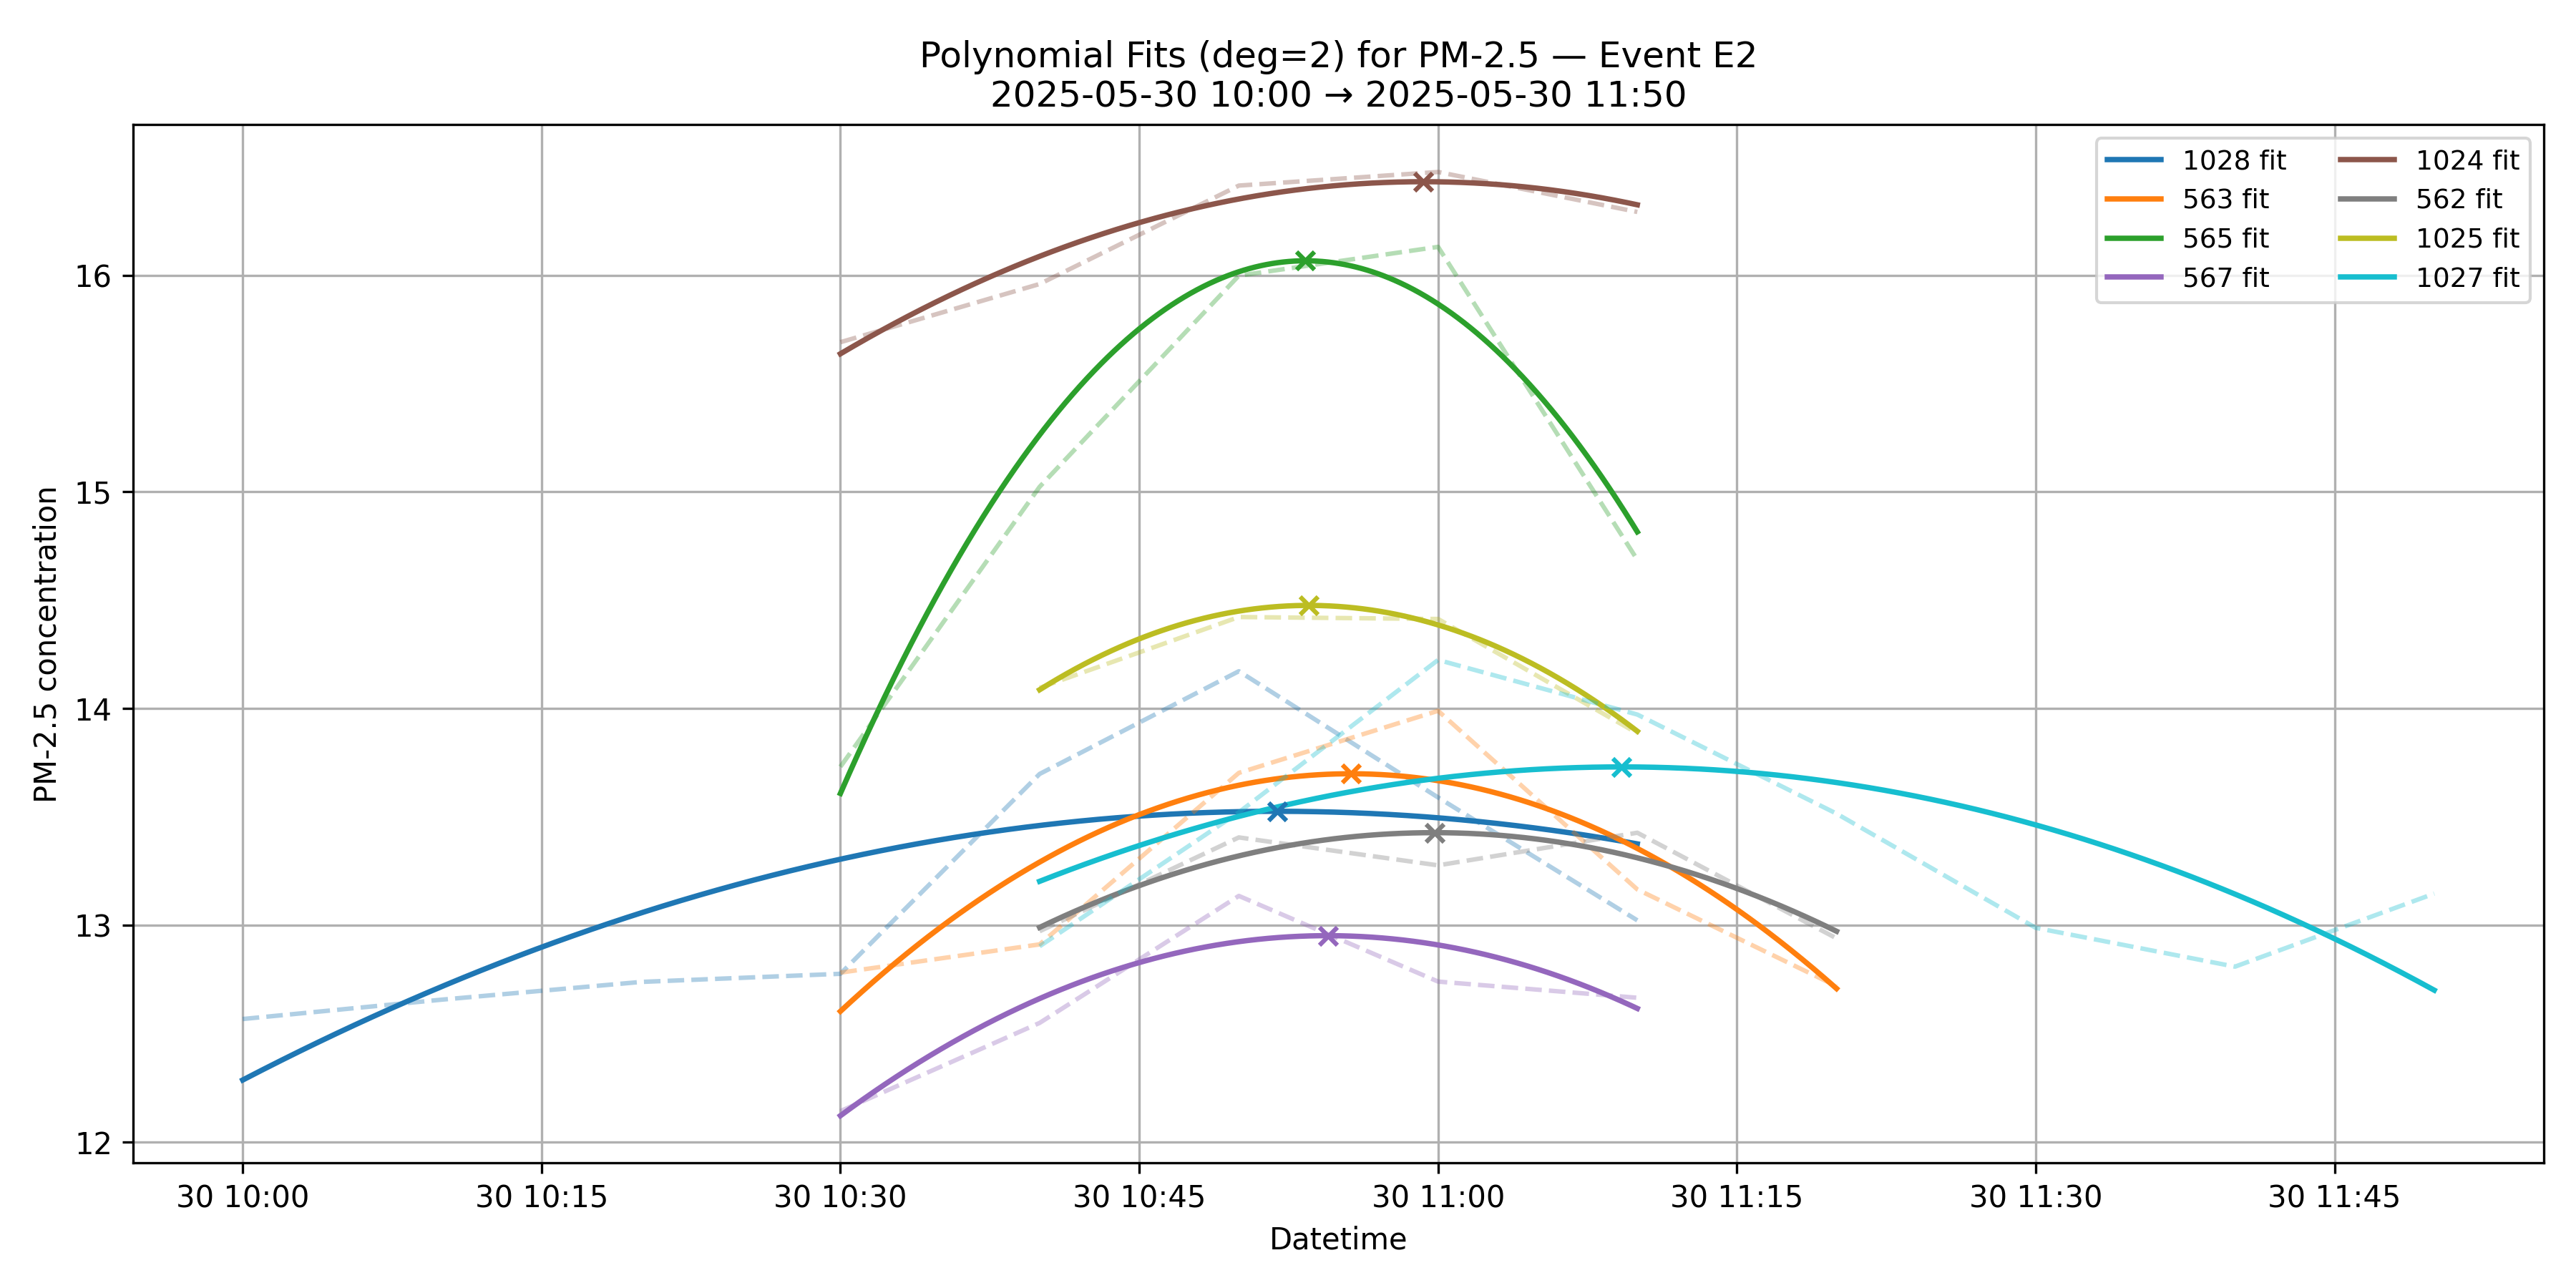 Polynomial Fits (deg=2) for PM-2.5 — Event E2
2025-05-30 10:00 → 2025-05-30 11:50
1028 fit
563 fit
565 fit
567 fit
1024 fit
562 fit
1025 fit
1027 fit
PM-2.5 concentration
16
15
14
13
12
30 10:00
30 10:15
30 10:30
30 10:45
30 11:00
30 11:15
30 11:30
30 11:45
Datetime